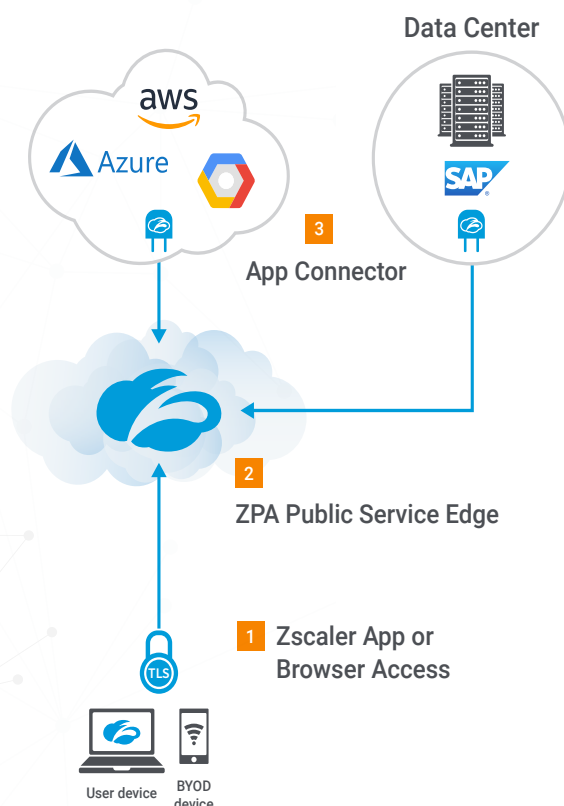 Data Center
aws
Azure
SAP
3
App Connector
2
ZPA Public Service Edge
1 Zscaler App or
Browser Access
TLS
User device
BYOD
device